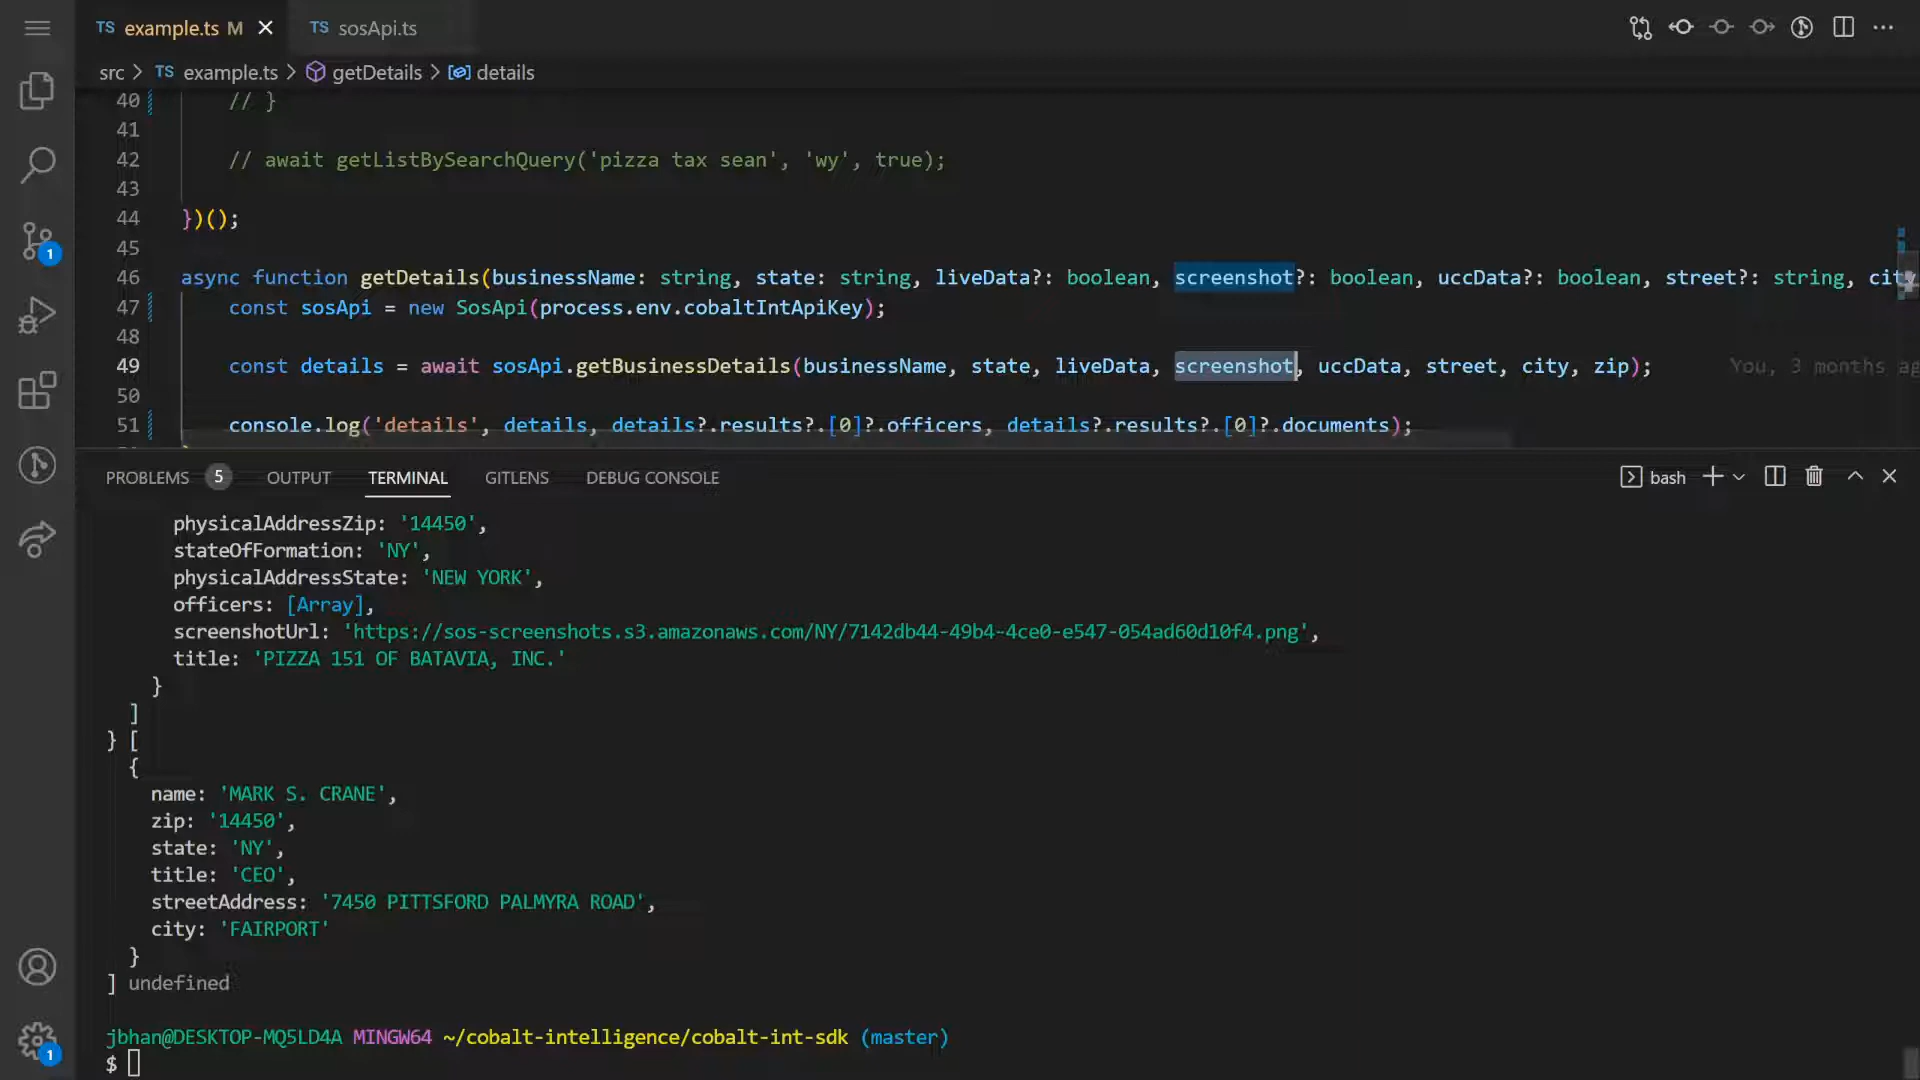 TS example.ts M
TS sosApi.ts
src > TS example.ts > getDetails > details
40 // }
41
42 // await getListBySearchQuery('pizza tax sean', 'wy', true);
43
44 })();
45
46 async function getDetails(businessName: string, state: string, liveData?: boolean, screenshot?: boolean, uccData?: boolean, street?: string, city
47 const sosApi = new SosApi(process.env.cobaltIntApiKey);
48
49 const details = await sosApi.getBusinessDetails(businessName, state, liveData, screenshot, uccData, street, city, zip); You, 3 months ag
50
51 console.log('details', details, details?.results?.[0]?.officers, details?.results?.[0]?.documents);
PROBLEMS 5 OUTPUT TERMINAL GITLENS DEBUG CONSOLE bash
physicalAddressZip: '14450',
stateOfFormation: 'NY',
physicalAddressState: 'NEW YORK',
officers: [Array],
screenshotUrl: 'https://sos-screenshots.s3.amazonaws.com/NY/7142db44-49b4-4ce0-e547-054ad60d10f4.png',
title: 'PIZZA 151 OF BATAVIA, INC.'
}
]
} [
{
name: 'MARK S. CRANE',
zip: '14450',
state: 'NY',
title: 'CEO',
streetAddress: '7450 PITTSFORD PALMYRA ROAD',
city: 'FAIRPORT'
}
] undefined
jbhan@DESKTOP-MQ5LD4A MINGW64 ~/cobalt-intelligence/cobalt-int-sdk (master)
$
1
1